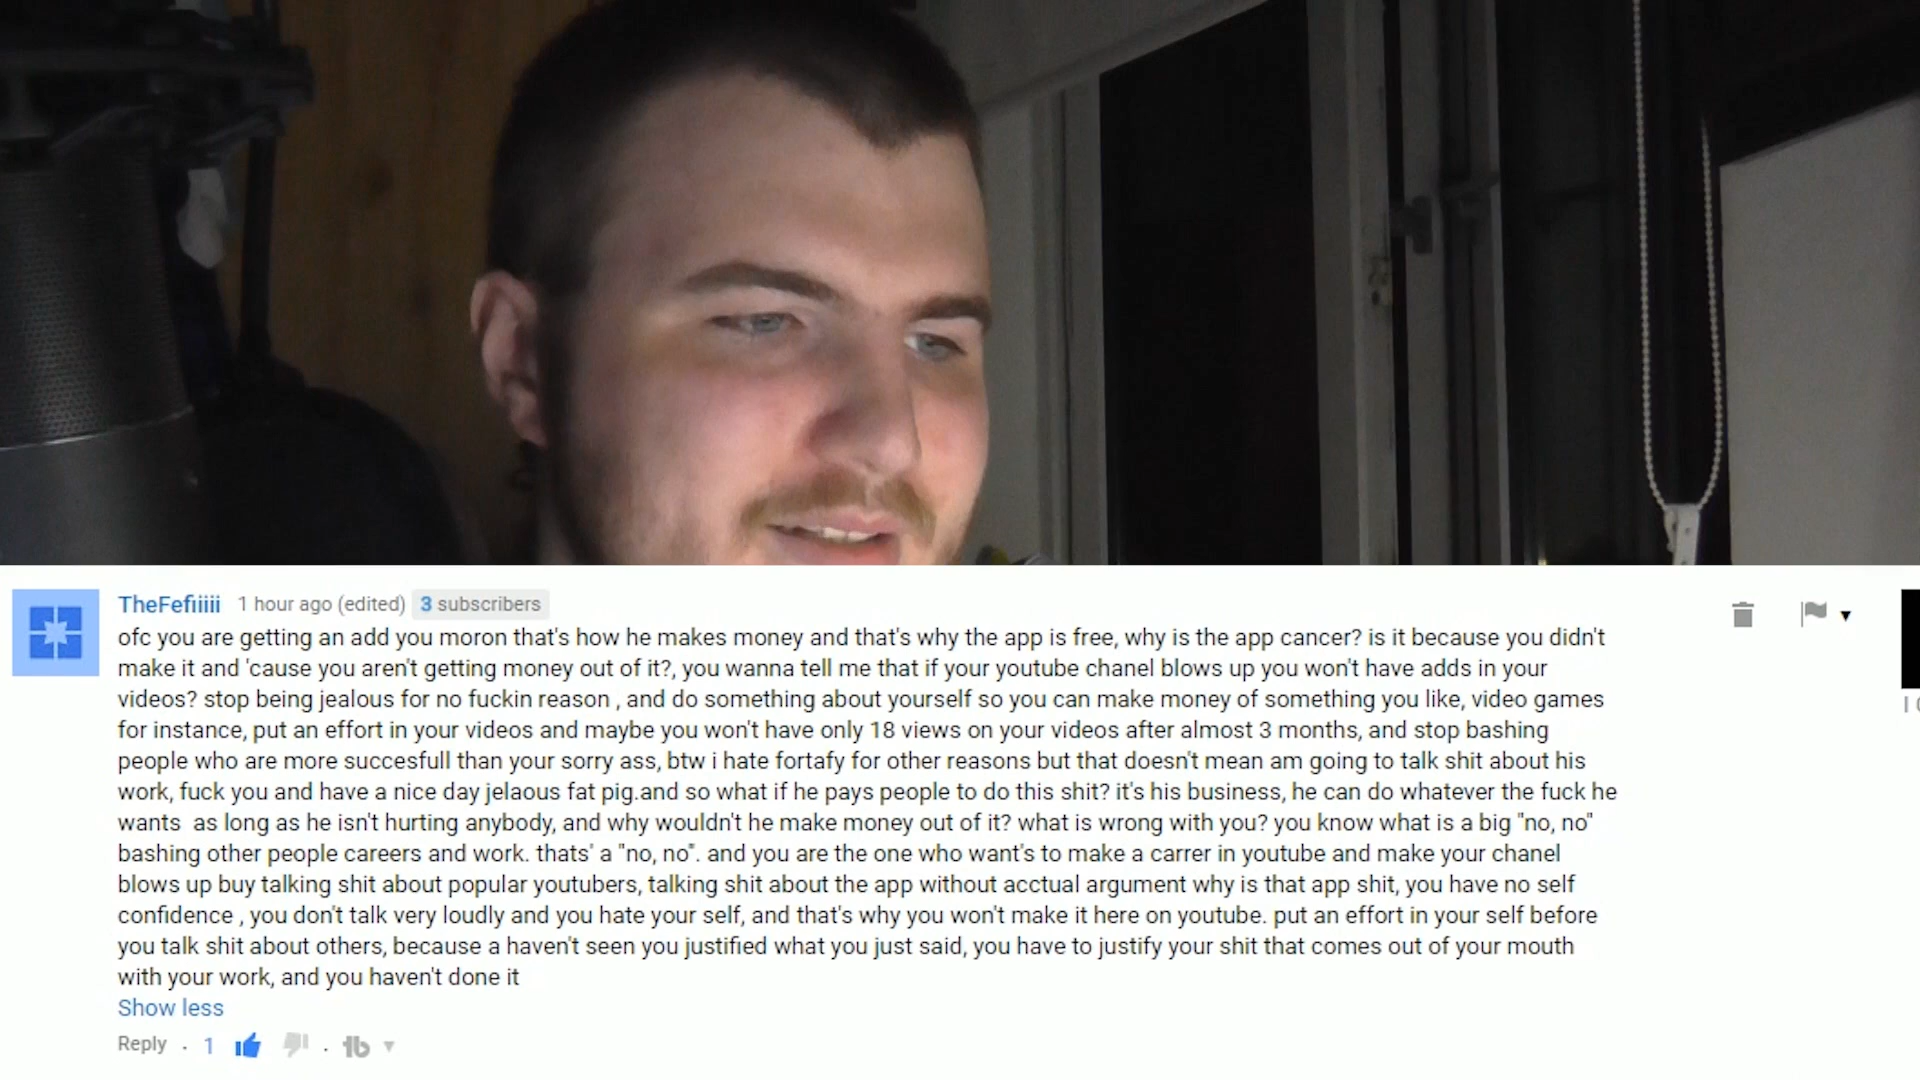 TheFefiiiii 1 hour ago (edited) 3 subscribers
ofc you are getting an add you moron that's how he makes money and that's why the app is free, why is the app cancer? is it because you didn't
make it and 'cause you aren't getting money out of it?, you wanna tell me that if your youtube chanel blows up you won't have adds in your
videos? stop being jealous for no fuckin reason , and do something about yourself so you can make money of something you like, video games
for instance, put an effort in your videos and maybe you won't have only 18 views on your videos after almost 3 months, and stop bashing
people who are more succesfull than your sorry ass, btw i hate fortafy for other reasons but that doesn't mean am going to talk shit about his
work, fuck you and have a nice day jelaous fat pig.and so what if he pays people to do this shit? it's his business, he can do whatever the fuck he
wants  as long as he isn't hurting anybody, and why wouldn't he make money out of it? what is wrong with you? you know what is a big "no, no"
bashing other people careers and work. thats' a "no, no". and you are the one who want's to make a carrer in youtube and make your chanel
blows up buy talking shit about popular youtubers, talking shit about the app without acctual argument why is that app shit, you have no self
confidence , you don't talk very loudly and you hate your self, and that's why you won't make it here on youtube. put an effort in your self before
you talk shit about others, because a haven't seen you justified what you just said, you have to justify your shit that comes out of your mouth
with your work, and you haven't done it
Show less
Reply · 1